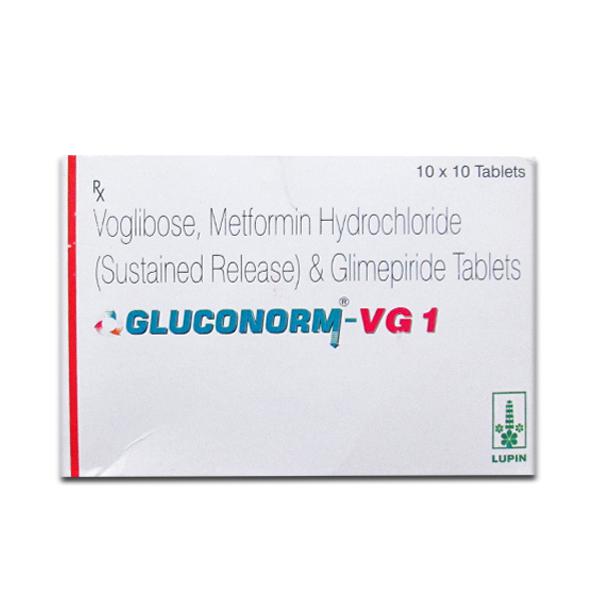 10 x 10 Tablets
Rx
Voglibose, Metformin Hydrochloride
(Sustained Release) & Glimepiride Tablets
GLUCONORM®-VG 1
LUPIN